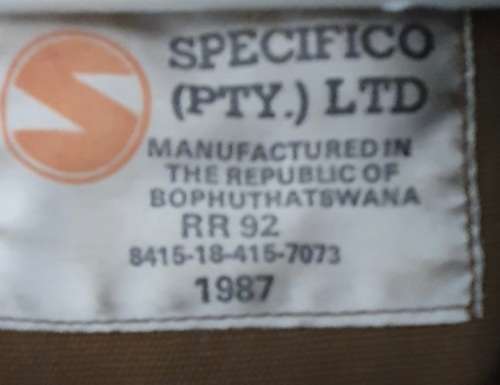 SPECIFICO
(PTY.) LTD
MANUFACTURED IN
THE REPUBLIC OF
BOPHUTHATSWANA
RR 92
8415-18-415-7073
1987